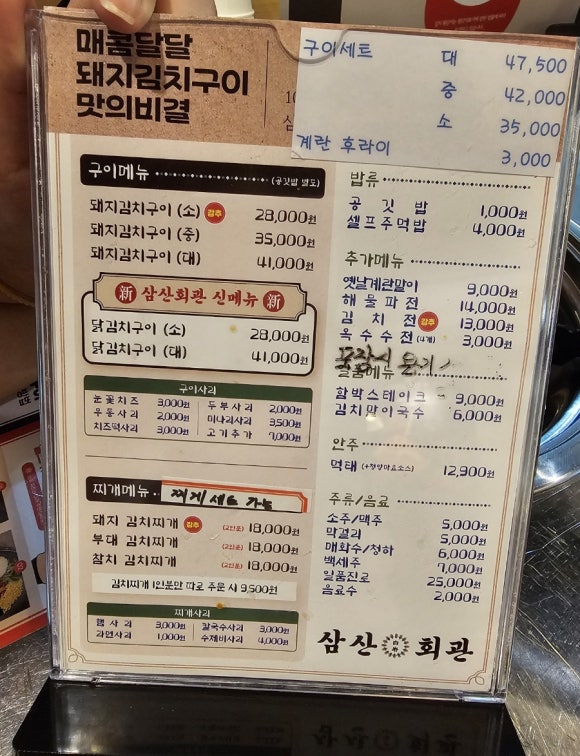 매콤달달
돼지김치구이
맛의비결
구이세트 대 47,500
중 42,000
소 35,000
계란 후라이 3,000
구이메뉴 (공깃밥 별도)
돼지김치구이 (소) 강추 28,000원
돼지김치구이 (중) 35,000원
돼지김치구이 (대) 41,000원
新 삼산회관 신메뉴 新
닭김치구이 (소) 28,000원
닭김치구이 (대) 41,000원
구이사리
눈꽃치즈 3,000원 두부사리 2,000원
우동사리 2,000원 미나리사리 3,500원
치즈떡사리 3,000원 고기추가 7,000원
찌개메뉴 찌게 세트 가능
돼지 김치찌개 강추 (2인분) 18,000원
부대 김치찌개 (2인분) 18,000원
참치 김치찌개 (2인분) 18,000원
김치찌개 1인분만 따로 주문 시 9,500원
찌개사리
햄사리 3,000원 칼국수사리 3,000원
라면사리 1,000원 수제비사리 4,000원
밥류
공깃밥 1,000원
셀프주먹밥 4,000원
추가메뉴
옛날계란말이 9,000원
해물파전 14,000원
김치전 강추 13,000원
옥수수전 (4개) 3,000원
일품메뉴
함박스테이크 9,000원
김치말이국수 6,000원
안주
먹태 (+청양마요소스) 12,900원
주류/음료
소주/맥주 5,000원
막걸리 5,000원
매화수/청하 6,000원
백세주 7,000원
일품진로 25,000원
음료수 2,000원
삼산회관